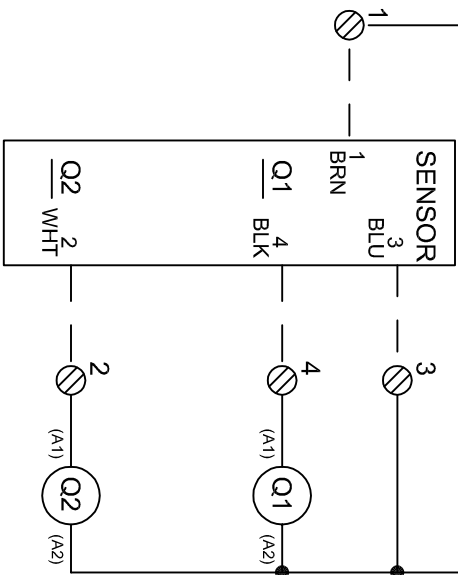 SENSOR
3
3
BLU
1
1
BRN
4
Q1
4
BLK
Q1
(A1)
(A2)
2
Q2
2
WHT
Q2
(A1)
(A2)